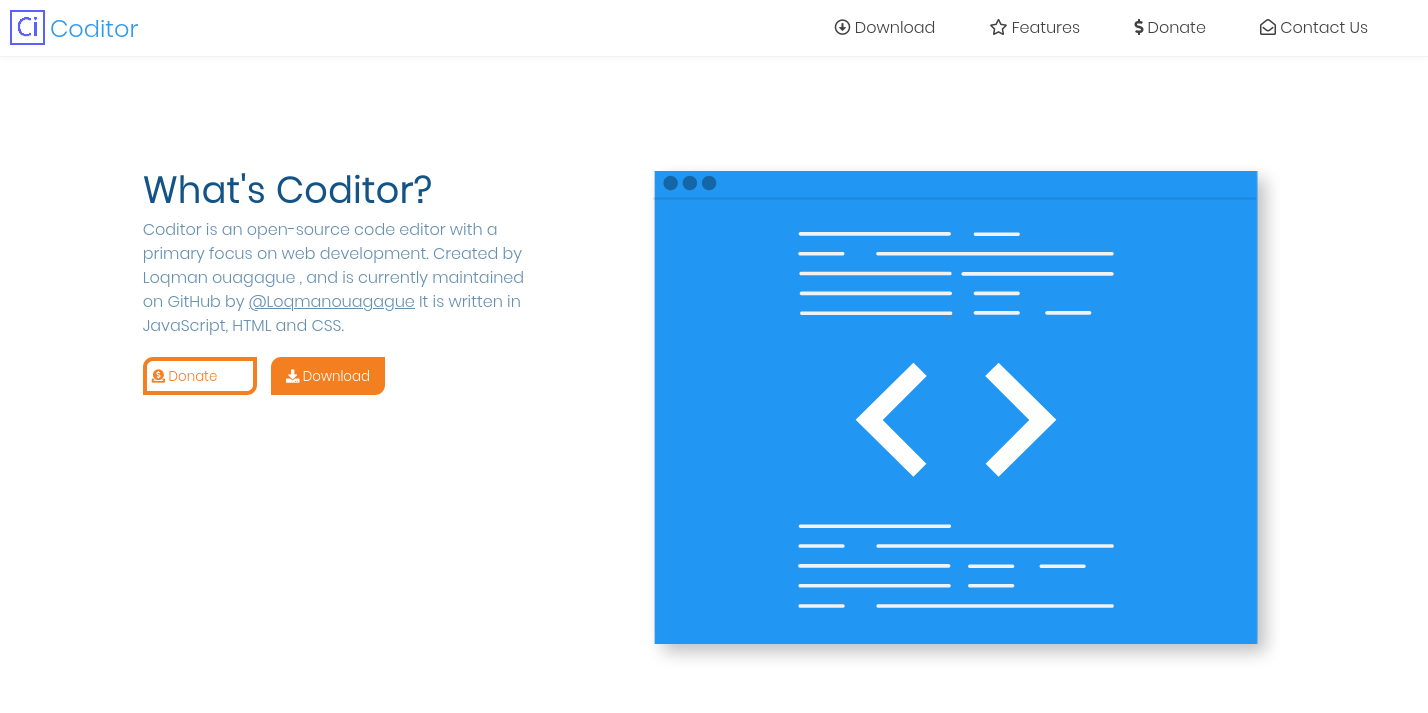 Ci Coditor
Download
Features
Donate
Contact Us
What's Coditor?
Coditor is an open-source code editor with a
primary focus on web development. Created by
Loqman ouagague , and is currently maintained
on GitHub by @Loqmanouagague It is written in
JavaScript, HTML and CSS.
Donate
Download